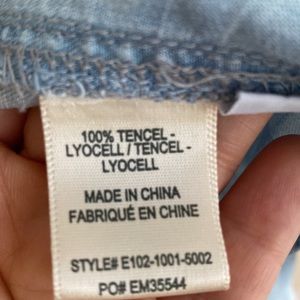 100% TENCEL -
LYOCELL / TENCEL -
LYOCELL
MADE IN CHINA
FABRIQUÉ EN CHINE
STYLE# E102-1001-5002
PO# EM35544